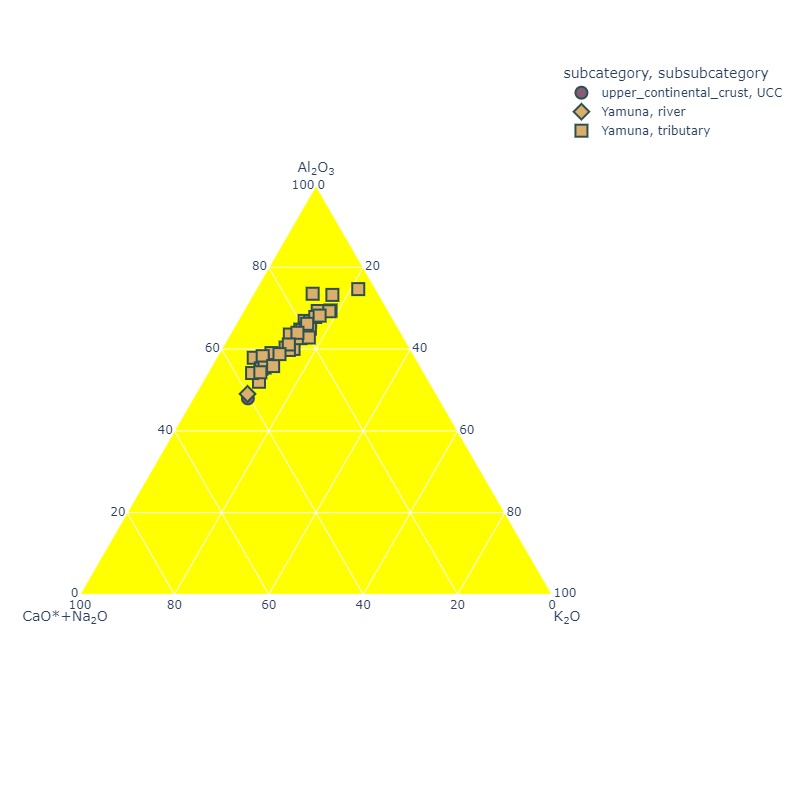 subcategory, subsubcategory
upper_continental_crust, UCC
Yamuna, river
Yamuna, tributary
Al₂O₃
100 0
80 20
60 40
40 60
20 80
0 100
100 80 60 40 20 0
CaO*+Na₂O K₂O